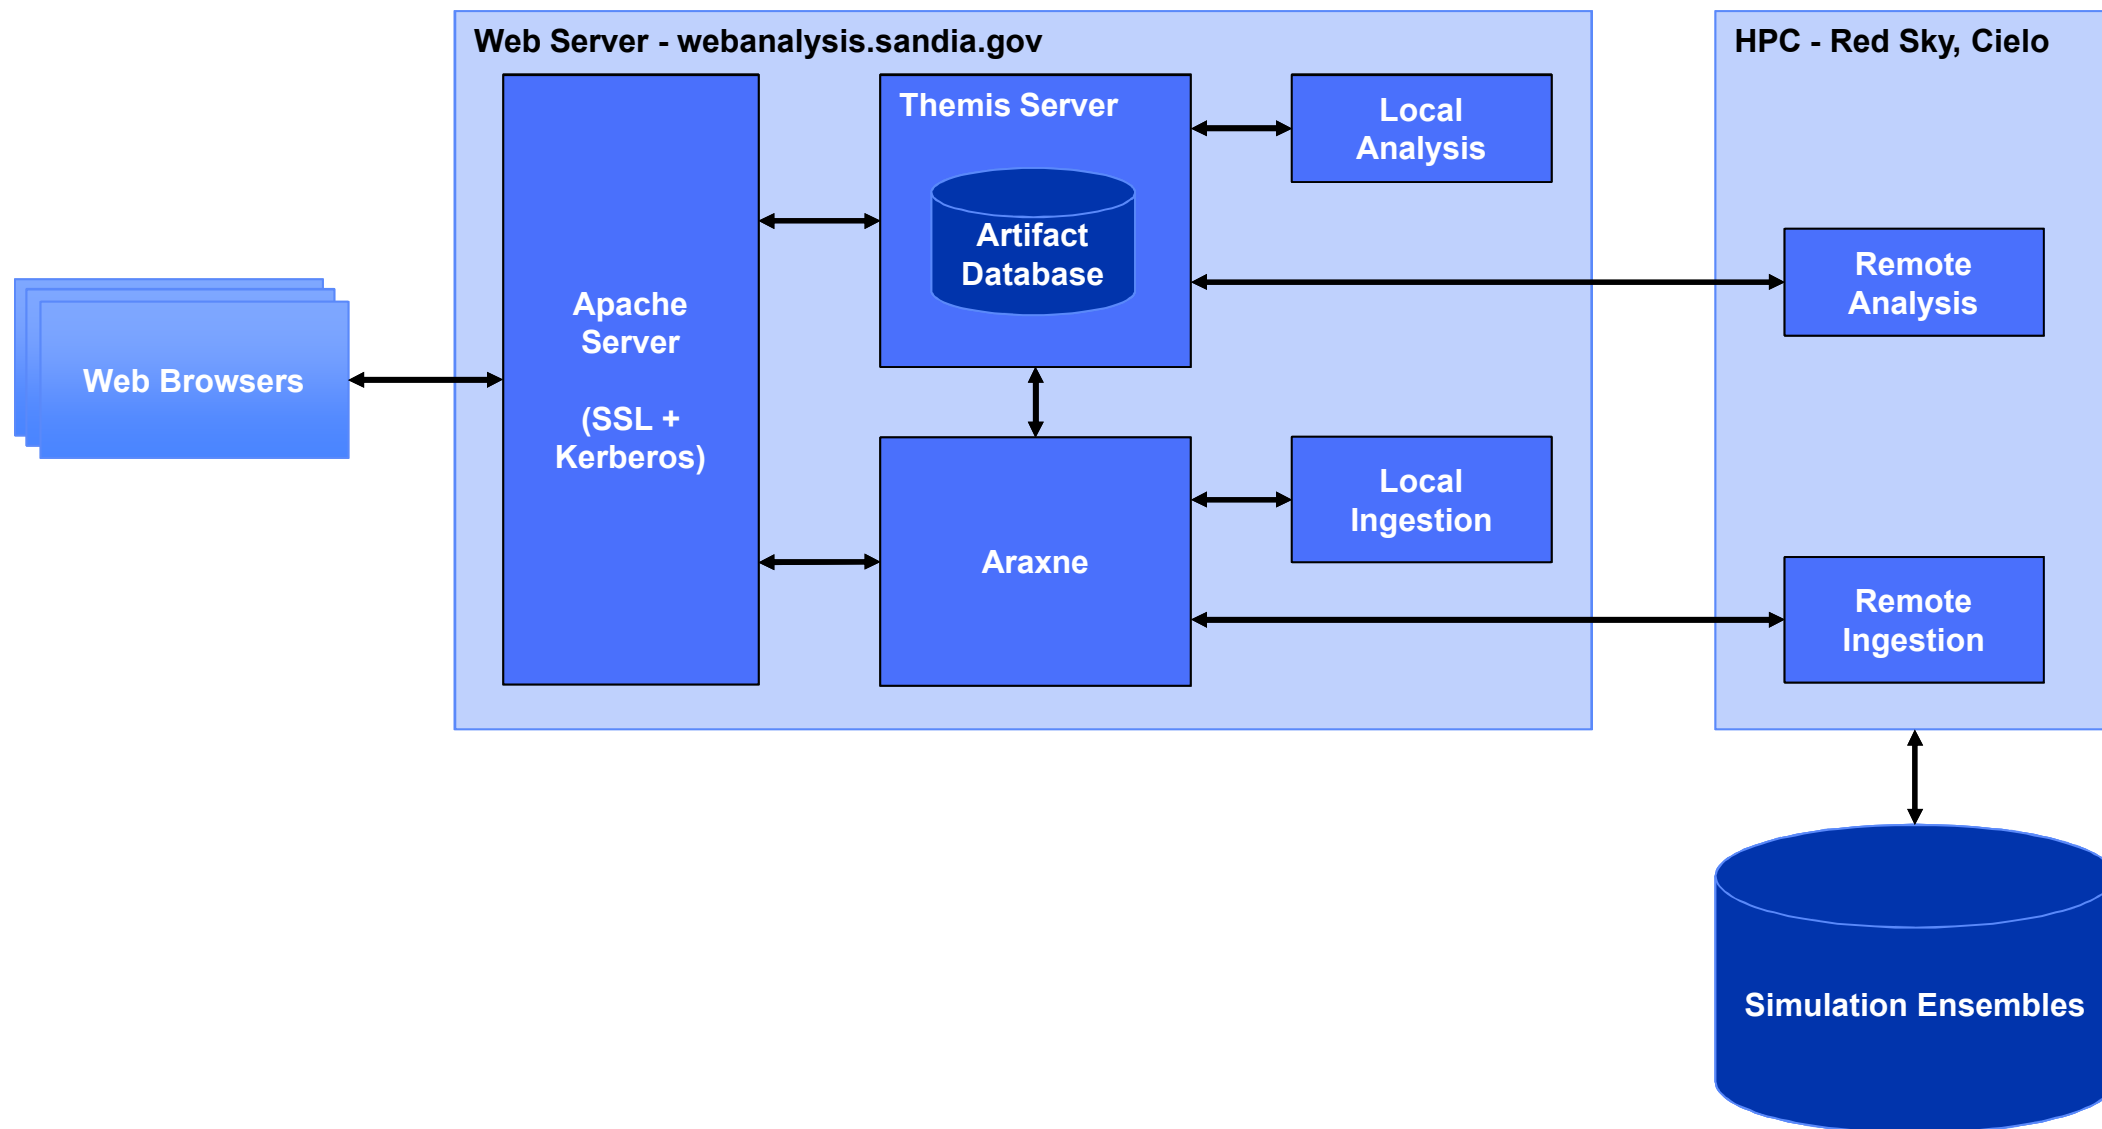 Web Server - webanalysis.sandia.gov
HPC - Red Sky, Cielo
Themis Server
Local
Analysis
Artifact
Database
Remote
Analysis
Apache
Server
(SSL +
Kerberos)
Web Browsers
Local
Ingestion
Araxne
Remote
Ingestion
Simulation Ensembles